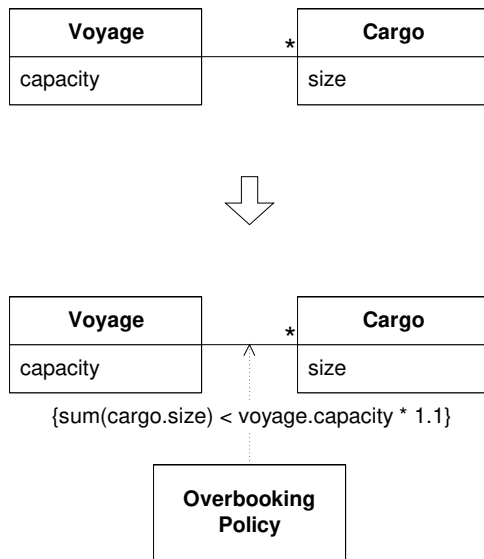 Voyage
* Cargo
capacity
size
Voyage
* Cargo
capacity
size
{sum(cargo.size) < voyage.capacity * 1.1}
Overbooking
Policy